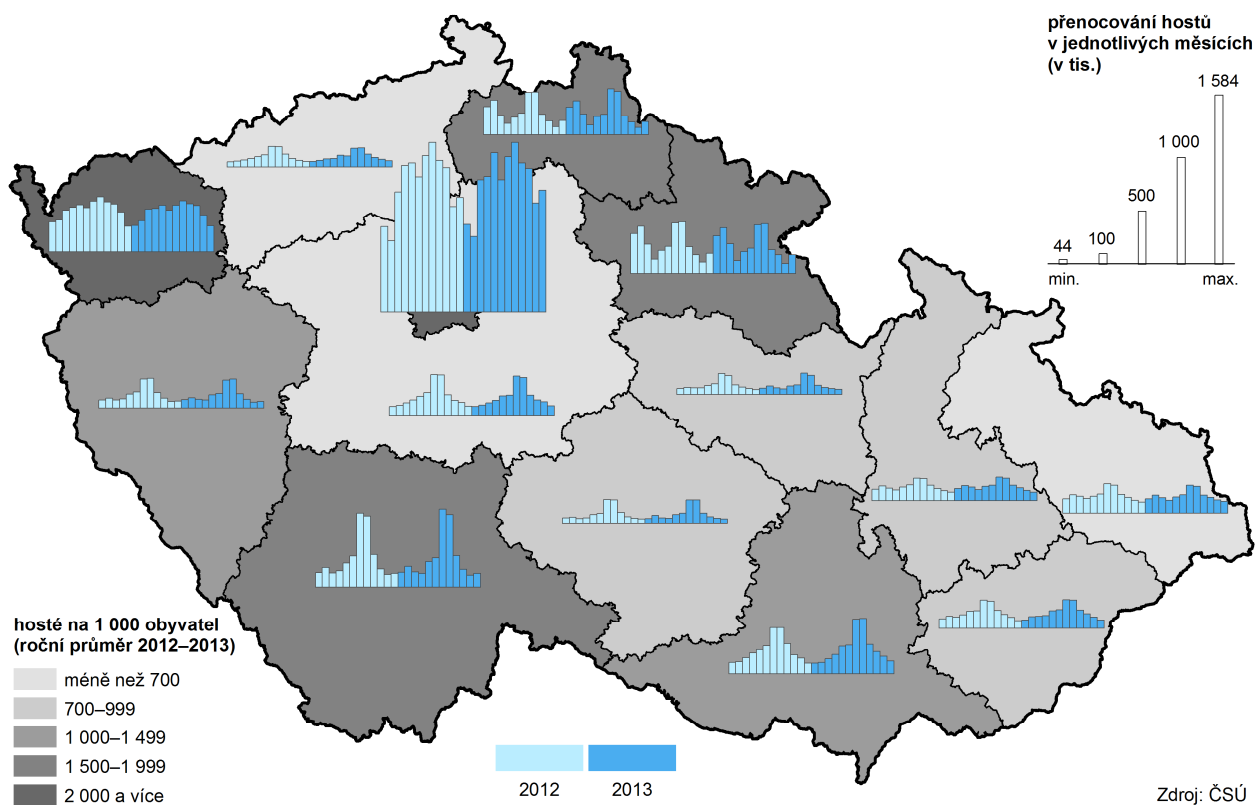 přenocování hostů
v jednotlivých měsících
(v tis.)
1 584
1 000
500
100
44
min.
max.
hosté na 1 000 obyvatel
(roční průměr 2012–2013)
méně než 700
700–999
1 000–1 499
1 500–1 999
2 000 a více
2012
2013
Zdroj: ČSÚ